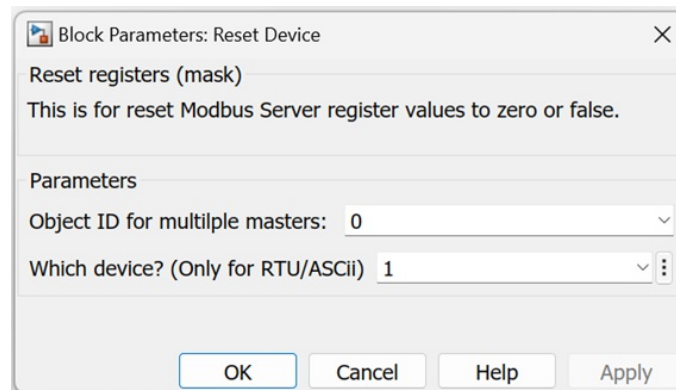 Block Parameters: Reset Device
Reset registers (mask)
This is for reset Modbus Server register values to zero or false.
Parameters
Object ID for multilple masters: 0
Which device? (Only for RTU/ASCii) 1
OK Cancel Help Apply